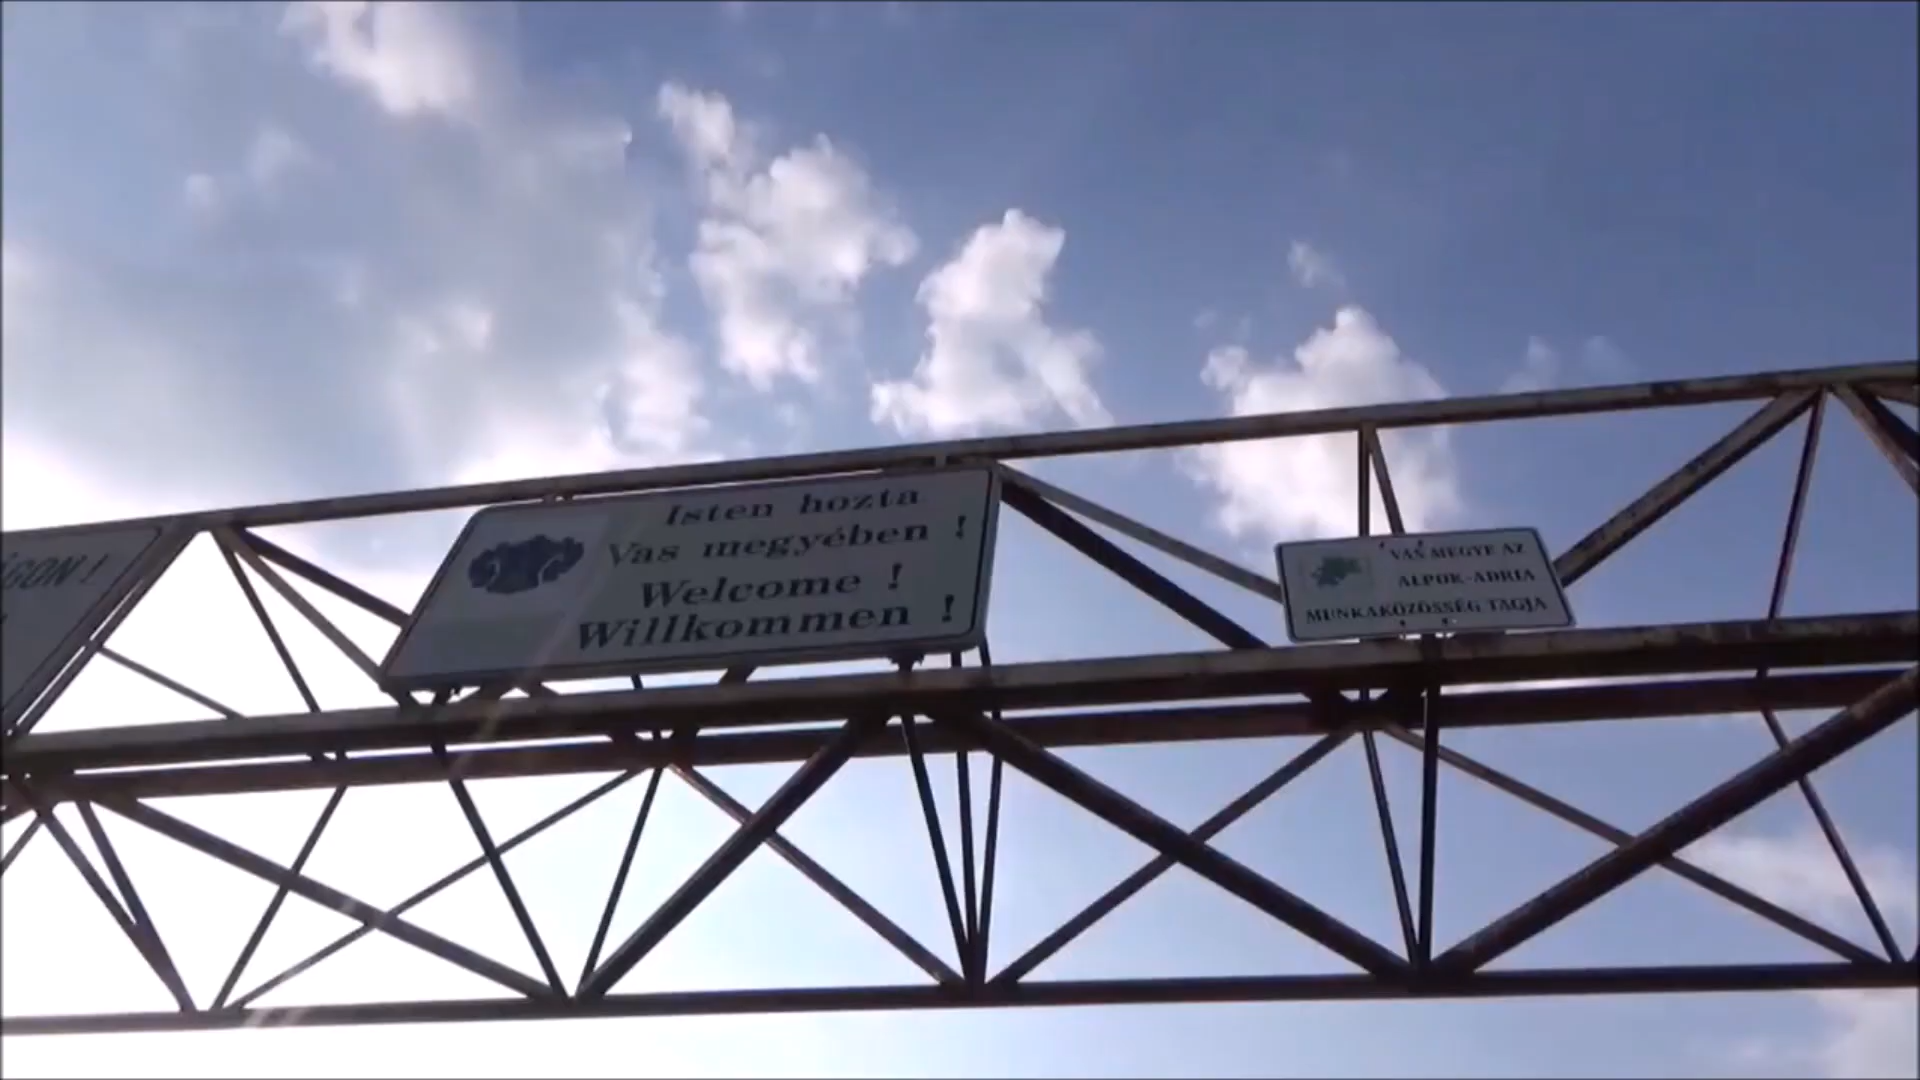 Isten hozta
Vas megyében !
Welcome !
Willkommen !
VAS MEGYE AZ
ALPOK-ADRIA
MUNKAKÖZÖSSÉG TAGJA